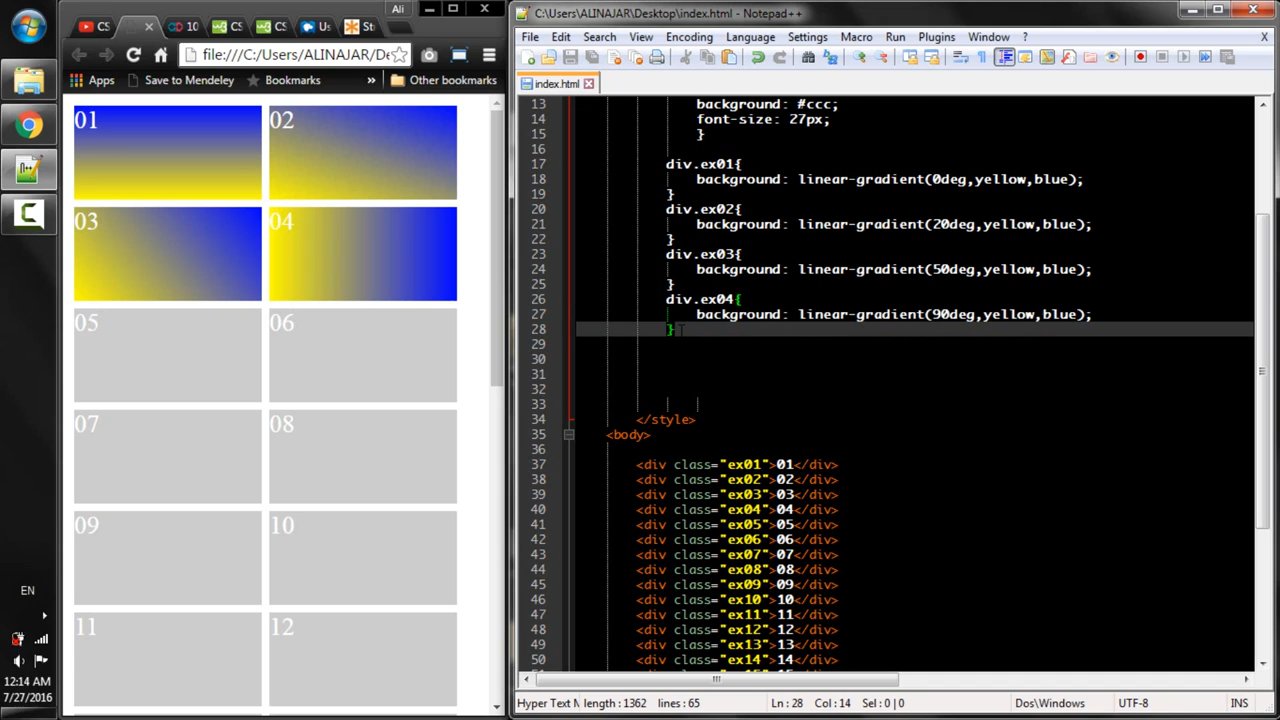 CS
10
CS
CS
Us
St
Ali
file:///C:/Users/ALINAJAR/De
Apps
Save to Mendeley
Bookmarks
»
Other bookmarks
01
02
03
04
05
06
07
08
09
10
11
12
EN
12:14 AM
7/27/2016
C:\Users\ALINAJAR\Desktop\index.html - Notepad++
File Edit Search View Encoding Language Settings Macro Run Plugins Window ?
X
index.html
13 background: #ccc;
14 font-size: 27px;
15 }
16
17 div.ex01{
18 background: linear-gradient(0deg,yellow,blue);
19 }
20 div.ex02{
21 background: linear-gradient(20deg,yellow,blue);
22 }
23 div.ex03{
24 background: linear-gradient(50deg,yellow,blue);
25 }
26 div.ex04{
27 background: linear-gradient(90deg,yellow,blue);
28 }
29
30
31
32
33
34 </style>
35 <body>
36
37 <div class="ex01">01</div>
38 <div class="ex02">02</div>
39 <div class="ex03">03</div>
40 <div class="ex04">04</div>
41 <div class="ex05">05</div>
42 <div class="ex06">06</div>
43 <div class="ex07">07</div>
44 <div class="ex08">08</div>
45 <div class="ex09">09</div>
46 <div class="ex10">10</div>
47 <div class="ex11">11</div>
48 <div class="ex12">12</div>
49 <div class="ex13">13</div>
50 <div class="ex14">14</div>
Hyper Text M length : 1362 lines : 65 Ln : 28 Col : 14 Sel : 0 | 0 Dos\Windows UTF-8 INS